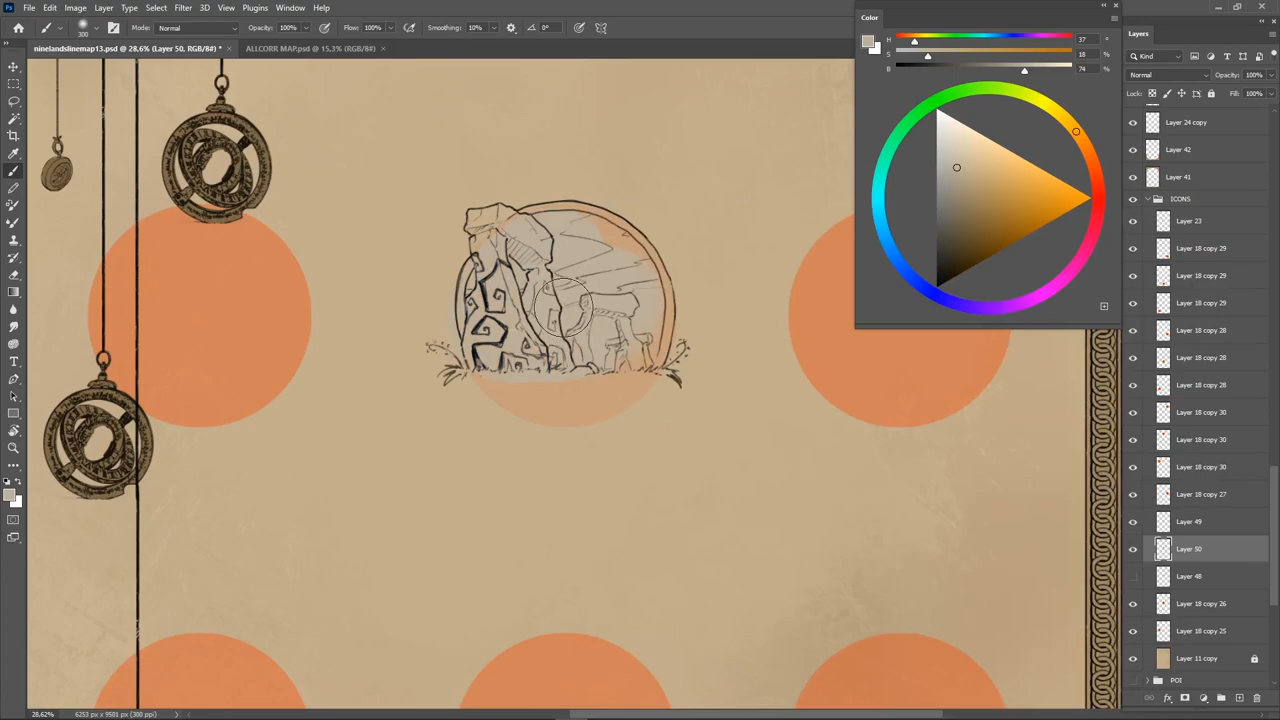 Ps File Edit Image Layer Type Select Filter 3D View Plugins Window Help
300 Mode: Normal Opacity: 100% Flow: 100% Smoothing: 10% 0°
ninelandslinemap13.psd @ 28,6% (Layer 50, RGB/8#) * × ALLCORR MAP.psd @ 15,3% (RGB/8#) ×
Color
H 37 °
S 18 %
B 74 %
Layers
Kind
Normal Opacity: 100%
Lock: Fill: 100%
Layer 24 copy
Layer 42
Layer 41
ICONS
Layer 23
Layer 18 copy 29
Layer 18 copy 29
Layer 18 copy 29
Layer 18 copy 28
Layer 18 copy 28
Layer 18 copy 28
Layer 18 copy 30
Layer 18 copy 30
Layer 18 copy 30
Layer 18 copy 27
Layer 49
Layer 50
Layer 48
Layer 18 copy 26
Layer 18 copy 25
Layer 11 copy
POI
28,62% 6253 px x 9501 px (300 ppi)